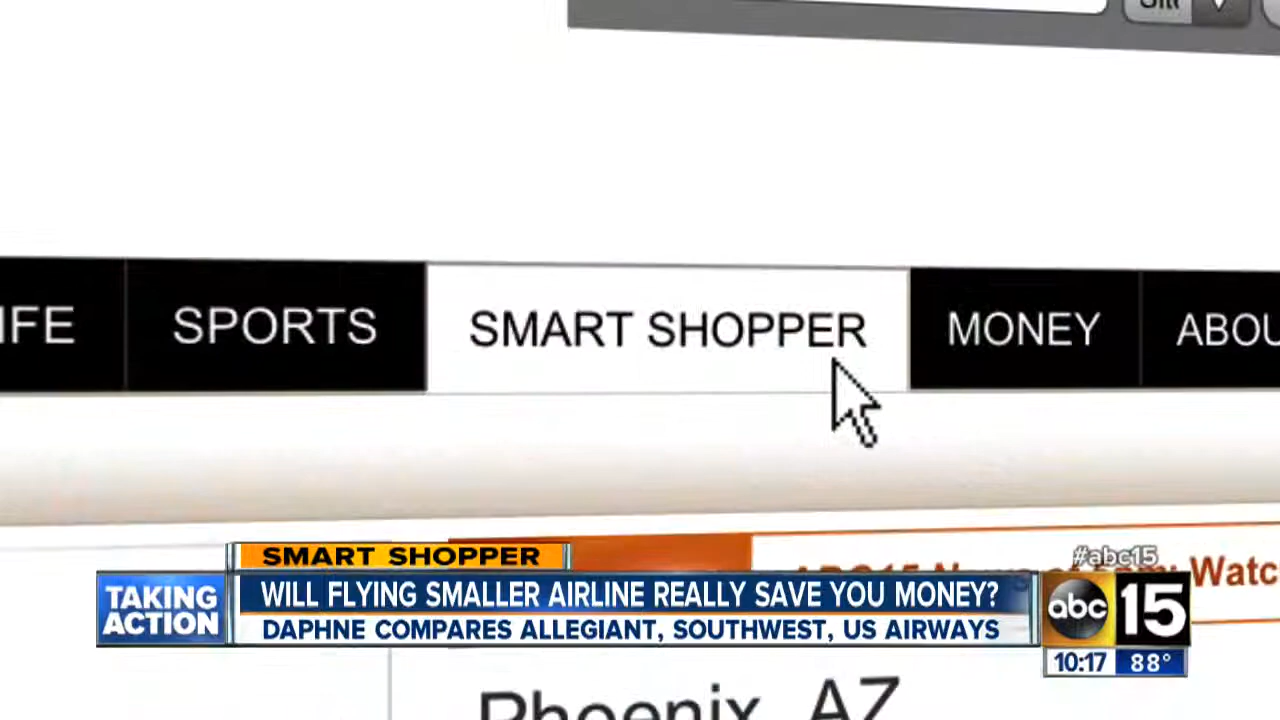 IFE SPORTS SMART SHOPPER MONEY ABOU
SMART SHOPPER
#abc15
Watc
TAKING ACTION
WILL FLYING SMALLER AIRLINE REALLY SAVE YOU MONEY?
DAPHNE COMPARES ALLEGIANT, SOUTHWEST, US AIRWAYS
abc 15
10:17 88°
Phoenix, AZ